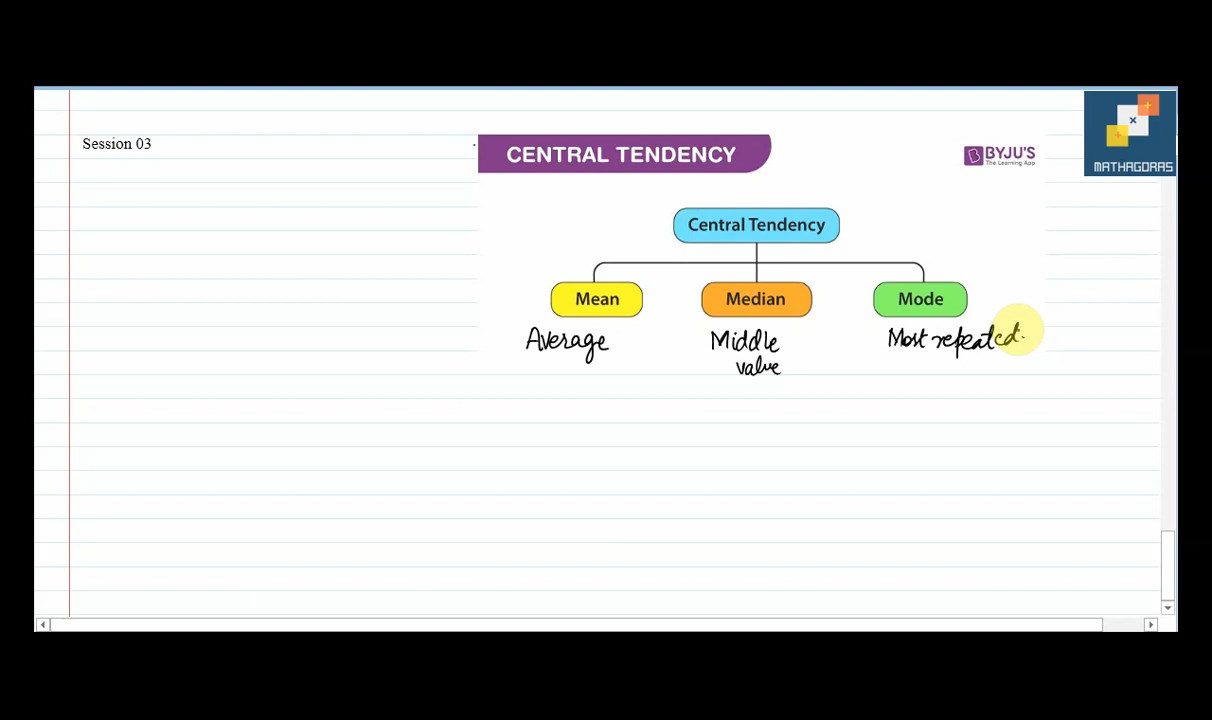 Session 03
CENTRAL TENDENCY
BYJU'S
The Learning App
MATHAGORAS
Central Tendency
Mean
Median
Mode
Average
Middle
value
Most repeated.